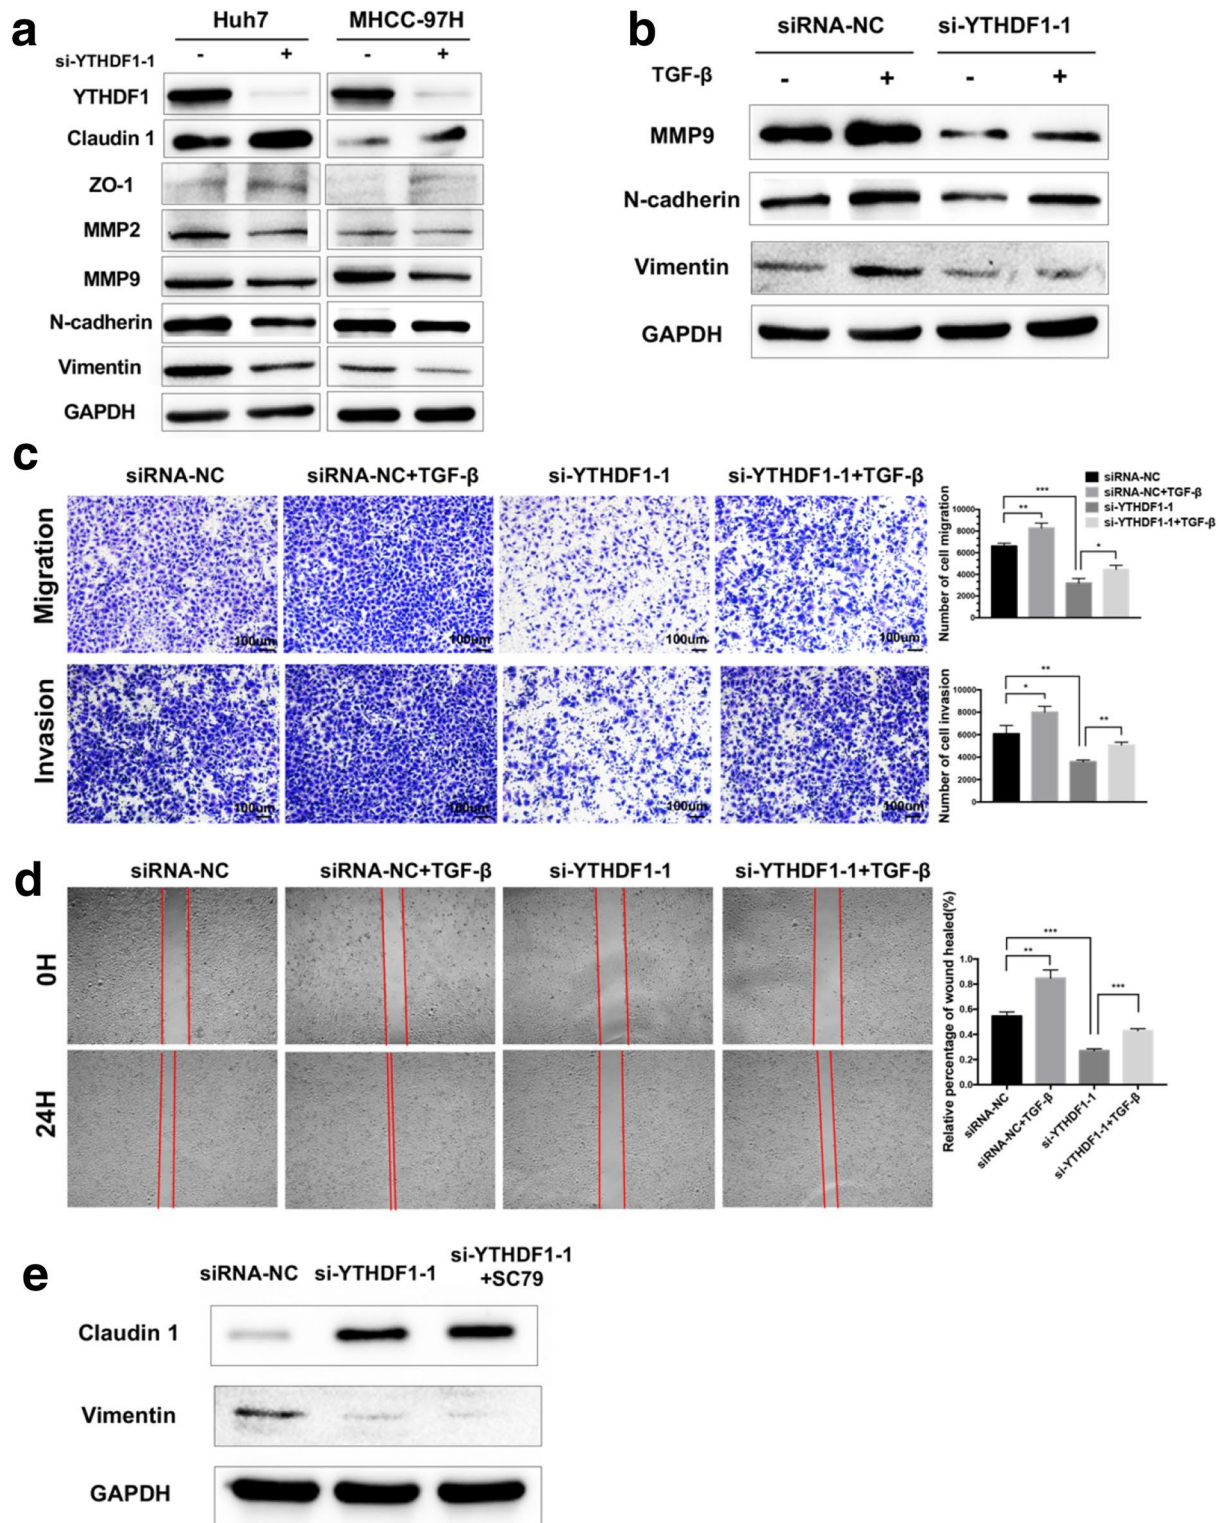 a
Huh7 MHCC-97H
si-YTHDF1-1 - + - +
YTHDF1
Claudin 1
ZO-1
MMP2
MMP9
N-cadherin
Vimentin
GAPDH
b
siRNA-NC si-YTHDF1-1
TGF-β - + - +
MMP9
N-cadherin
Vimentin
GAPDH
c
siRNA-NC siRNA-NC+TGF-β si-YTHDF1-1 si-YTHDF1-1+TGF-β
Migration
100um 100um 100um 100um
Number of cell migration
10000
8000
6000
4000
2000
0
*** ** *
siRNA-NC
siRNA-NC+TGF-β
si-YTHDF1-1
si-YTHDF1-1+TGF-β
Invasion
100um 100um 100um 100um
Number of cell invasion
10000
8000
6000
4000
2000
0
** * **
d
siRNA-NC siRNA-NC+TGF-β si-YTHDF1-1 si-YTHDF1-1+TGF-β
0H
24H
Relative percentage of wound healed(%)
1.0
0.8
0.6
0.4
0.2
0.0
*** ** ***
siRNA-NC
siRNA-NC+TGF-β
si-YTHDF1-1
si-YTHDF1-1+TGF-β
e
siRNA-NC si-YTHDF1-1 si-YTHDF1-1
+SC79
Claudin 1
Vimentin
GAPDH